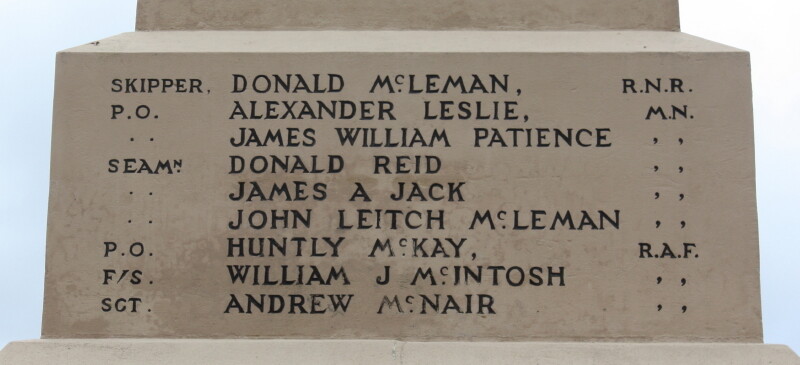 SKIPPER. DONALD McLEMAN, R.N.R.
P.O. ALEXANDER LESLIE, M.N.
. . JAMES WILLIAM PATIENCE , ,
SEAMN DONALD REID , ,
. . JAMES A JACK , ,
. . JOHN LEITCH McLEMAN , ,
P.O. HUNTLY McKAY, R.A.F.
F/S. WILLIAM J McINTOSH , ,
SGT. ANDREW McNAIR , ,